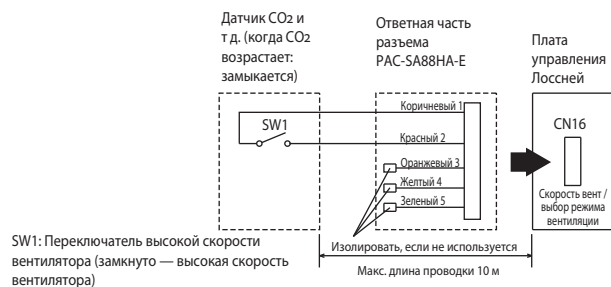 Датчик CO2 и
т д. (когда CO2
возрастает:
замыкается)
Ответная часть
разъема
PAC-SA88HA-E
Плата
управления
Лоссней
Коричневый 1
SW1
Красный 2
Оранжевый 3
Желтый 4
Зеленый 5
CN16
Скорость вент /
выбор режима
вентиляции
SW1: Переключатель высокой скорости
вентилятора (замкнуто — высокая скорость
вентилятора)
Изолировать, если не используется
Макс. длина проводки 10 м